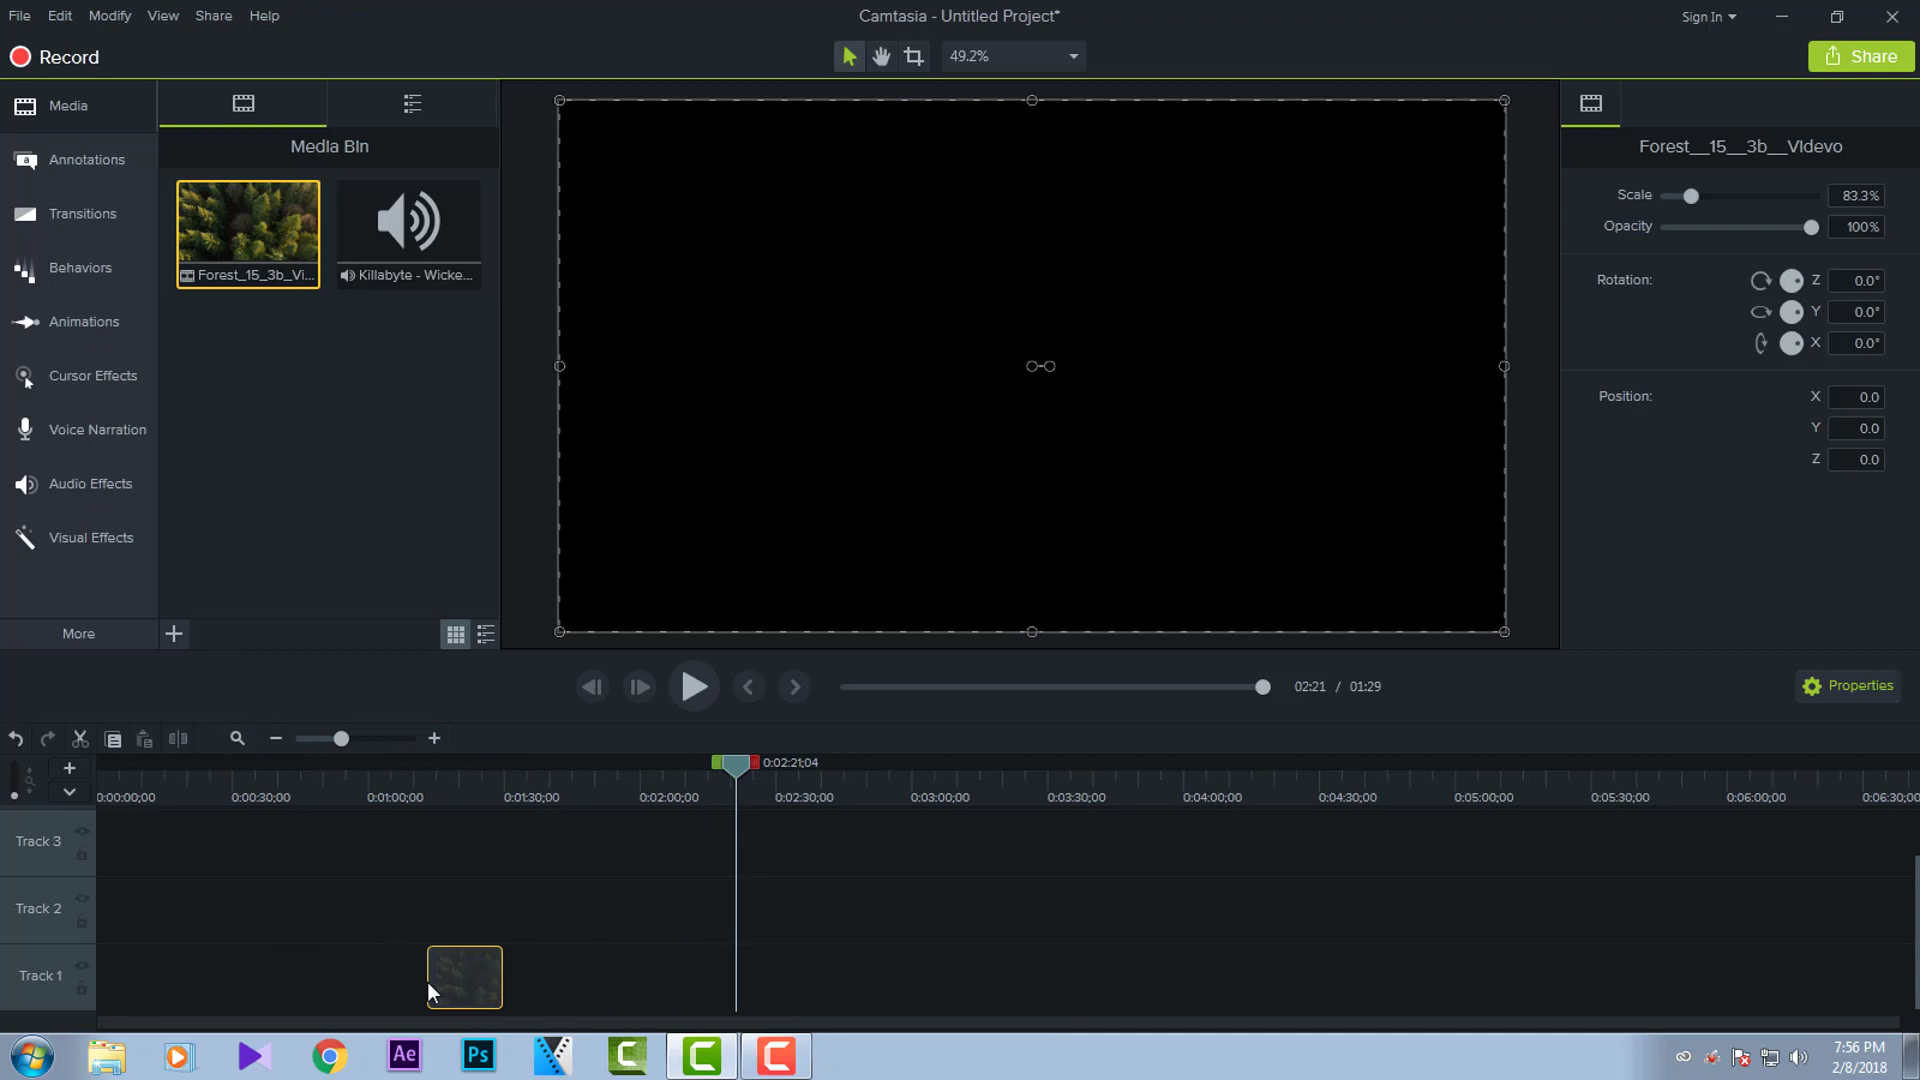 File Edit Modify View Share Help
Camtasia - Untitled Project*
Sign In
Record
49.2%
Share
Media
Annotations
Transitions
Behaviors
Animations
Cursor Effects
Voice Narration
Audio Effects
Visual Effects
More
Media BIn
Forest_15_3b_Vi...
Killabyte - Wicke...
Forest__15__3b__VIdevo
Scale 83.3%
Opacity 100%
Rotation: Z 0.0°
Y 0.0°
X 0.0°
Position: X 0.0
Y 0.0
Z 0.0
02:21 / 01:29
Properties
0:02:21;04
0:00:00;00 0:00:30;00 0:01:00;00 0:01:30;00 0:02:00;00 0:02:30;00 0:03:00;00 0:03:30;00 0:04:00;00 0:04:30;00 0:05:00;00 0:05:30;00 0:06:00;00 0:06:30;00
Track 3
Track 2
Track 1
a
Ae
Ps
7:56 PM
2/8/2018